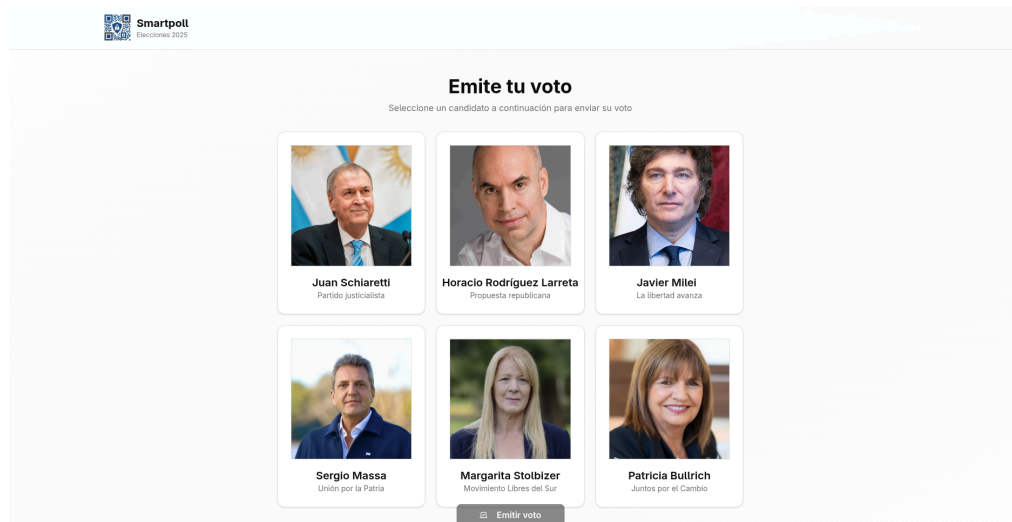 Smartpoll
Elecciones 2025
Emite tu voto
Seleccione un candidato a continuación para enviar su voto
Juan Schiaretti
Partido justicialista
Horacio Rodríguez Larreta
Propuesta republicana
Javier Milei
La libertad avanza
Sergio Massa
Unión por la Patria
Margarita Stolbizer
Movimiento Libres del Sur
Patricia Bullrich
Juntos por el Cambio
Emitir voto